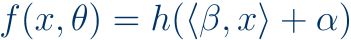 f(x, θ) = h(⟨β, x⟩ + α)